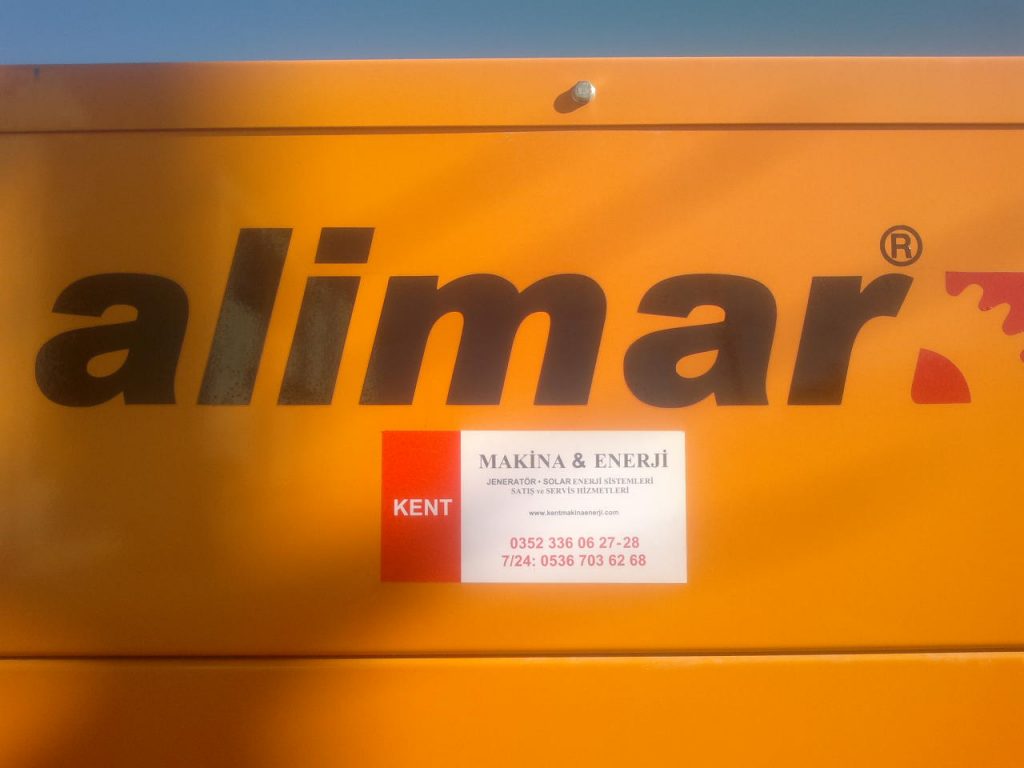 alimar®
KENT
MAKİNA & ENERJİ
JENERATÖR • SOLAR ENERJİ SİSTEMLERİ
SATIŞ ve SERVİS HİZMETLERİ
www.kentmakinaenerji.com
0352 336 06 27-28
7/24: 0536 703 62 68